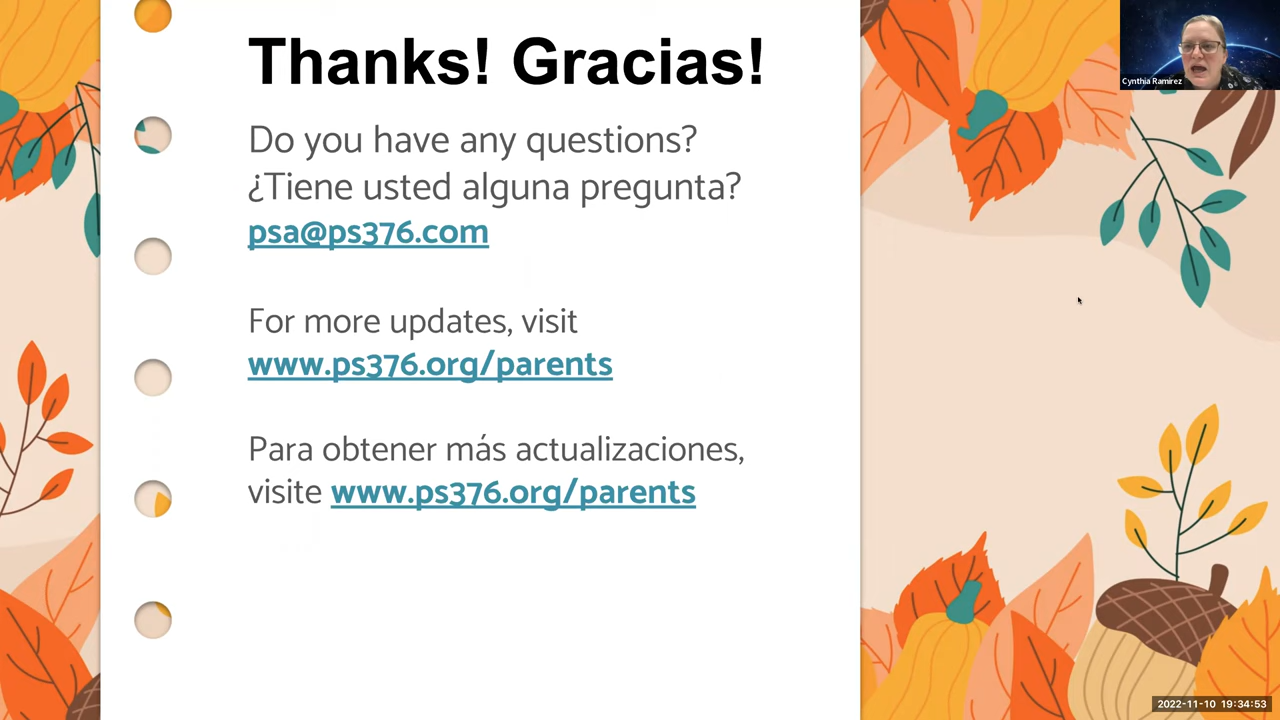 Thanks! Gracias!
Do you have any questions?
¿Tiene usted alguna pregunta?
psa@ps376.com
For more updates, visit
www.ps376.org/parents
Para obtener más actualizaciones,
visite www.ps376.org/parents
Cynthia Ramirez
2022-11-10 19:34:53